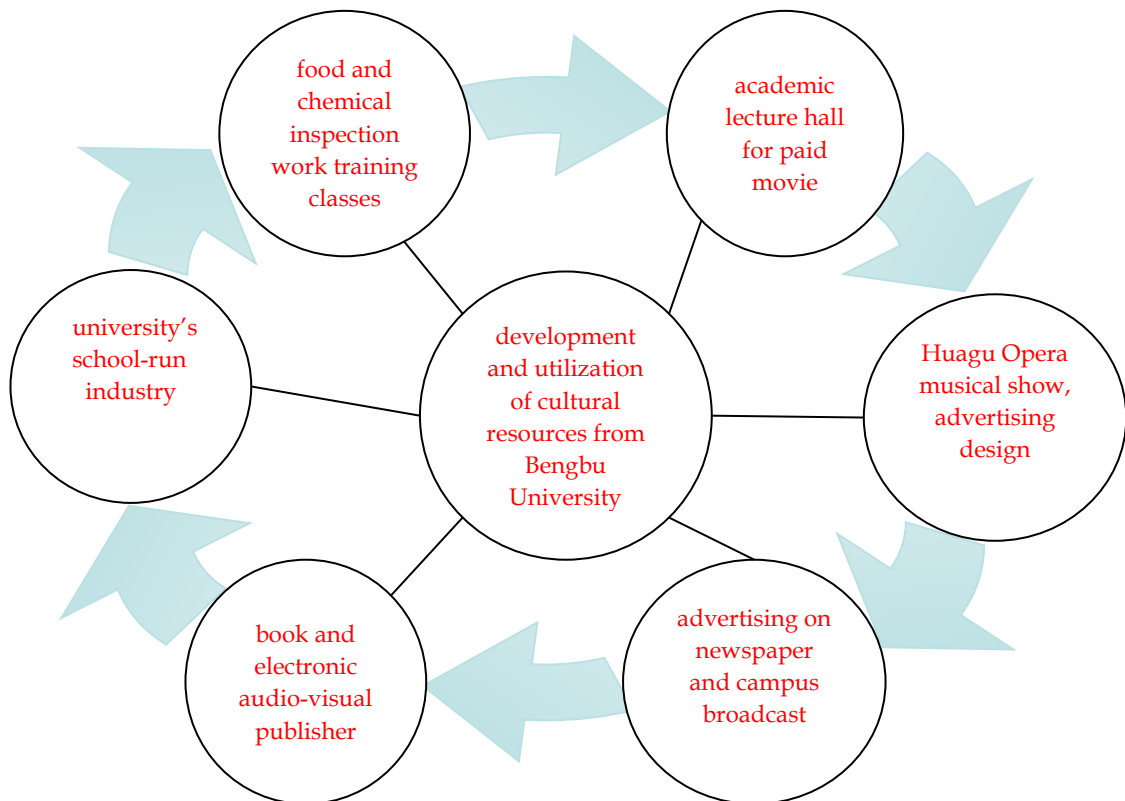 food and
chemical
inspection
work training
classes
academic
lecture hall
for paid
movie
university’s
school-run
industry
development
and utilization
of cultural
resources from
Bengbu
University
Huagu Opera
musical show,
advertising
design
book and
electronic
audio-visual
publisher
advertising on
newspaper
and campus
broadcast